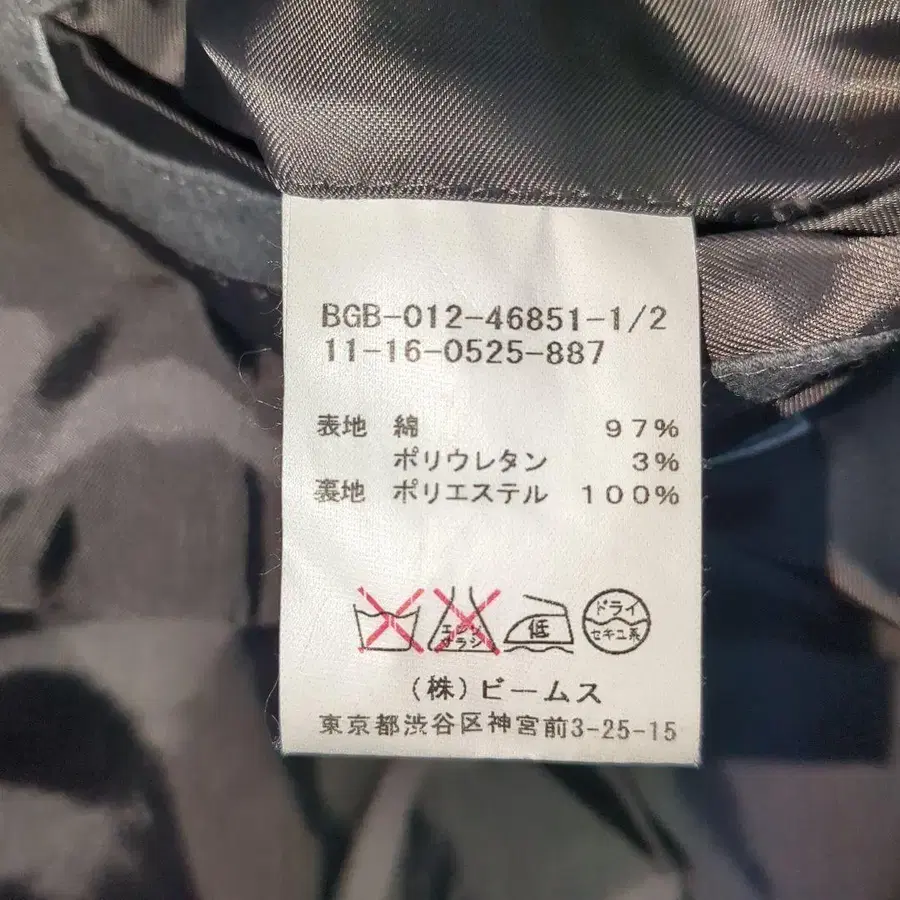 BGB-012-46851-1/2
11-16-0525-887
表地 綿 97%
ポリウレタン 3%
裏地 ポリエステル 100%
エンソサラシ
低
ドライ
セキユ系
(株)ビームス
東京都渋谷区神宮前3-25-15